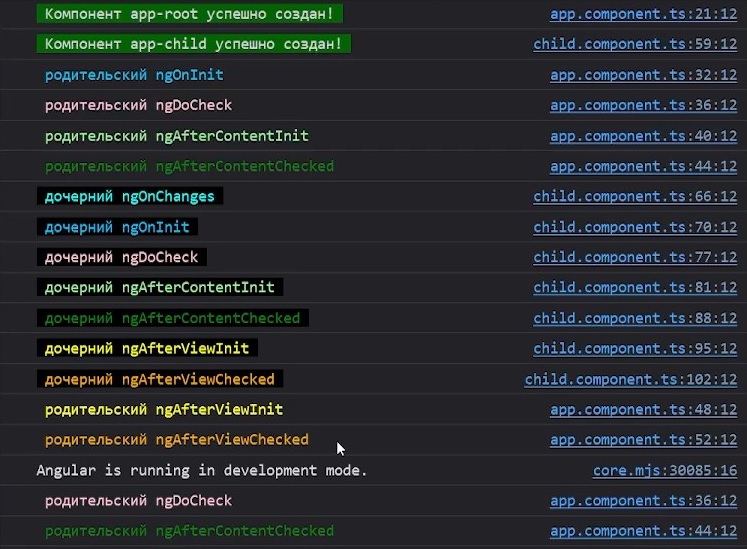 Компонент app-root успешно создан! app.component.ts:21:12
Компонент app-child успешно создан! child.component.ts:59:12
родительский ngOnInit app.component.ts:32:12
родительский ngDoCheck app.component.ts:36:12
родительский ngAfterContentInit app.component.ts:40:12
родительский ngAfterContentChecked app.component.ts:44:12
дочерний ngOnChanges child.component.ts:66:12
дочерний ngOnInit child.component.ts:70:12
дочерний ngDoCheck child.component.ts:77:12
дочерний ngAfterContentInit child.component.ts:81:12
дочерний ngAfterContentChecked child.component.ts:88:12
дочерний ngAfterViewInit child.component.ts:95:12
дочерний ngAfterViewChecked child.component.ts:102:12
родительский ngAfterViewInit app.component.ts:48:12
родительский ngAfterViewChecked app.component.ts:52:12
Angular is running in development mode. core.mjs:30085:16
родительский ngDoCheck app.component.ts:36:12
родительский ngAfterContentChecked app.component.ts:44:12